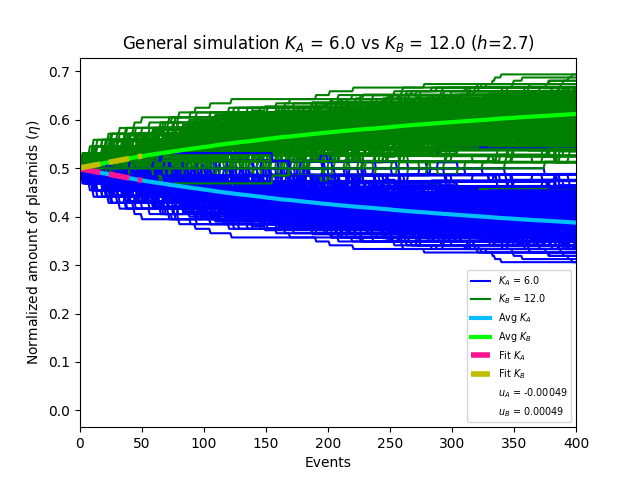 General simulation K_A = 6.0 vs K_B = 12.0 (h=2.7)
Normalized amount of plasmids (η)
0.7
0.6
0.5
0.4
0.3
0.2
0.1
0.0
0 50 100 150 200 250 300 350 400
Events
K_A = 6.0
K_B = 12.0
Avg K_A
Avg K_B
Fit K_A
Fit K_B
u_A = -0.00049
u_B = 0.00049